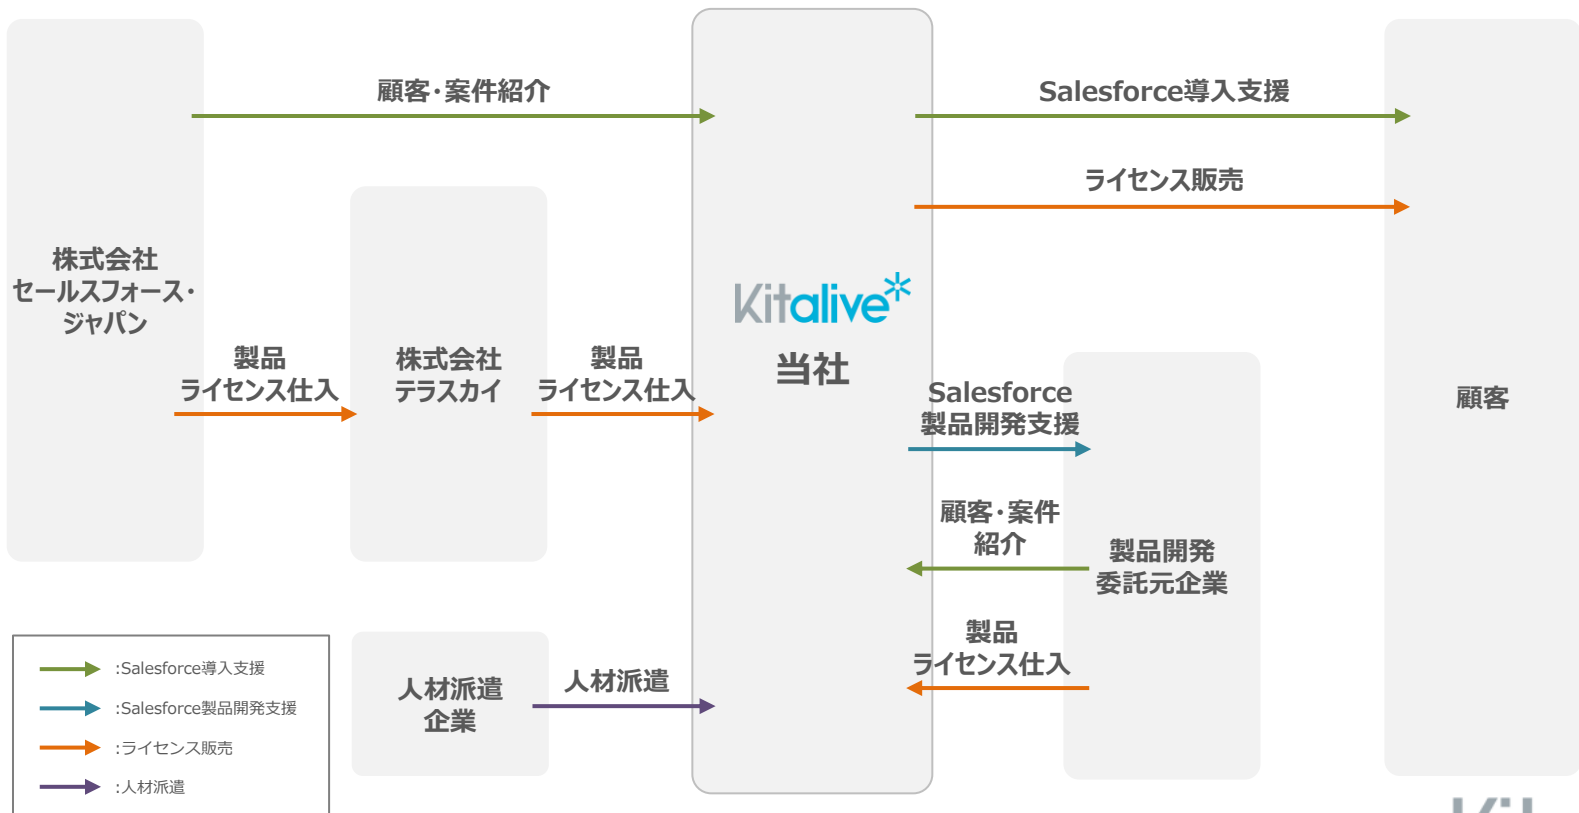 顧客・案件紹介
Salesforce導入支援
ライセンス販売
株式会社
セールスフォース・
ジャパン
Kitalive
当社
製品
ライセンス仕入
株式会社
テラスカイ
製品
ライセンス仕入
Salesforce
製品開発支援
顧客
顧客・案件
紹介
製品開発
委託元企業
製品
ライセンス仕入
人材派遣
企業
人材派遣
:Salesforce導入支援
:Salesforce製品開発支援
:ライセンス販売
:人材派遣